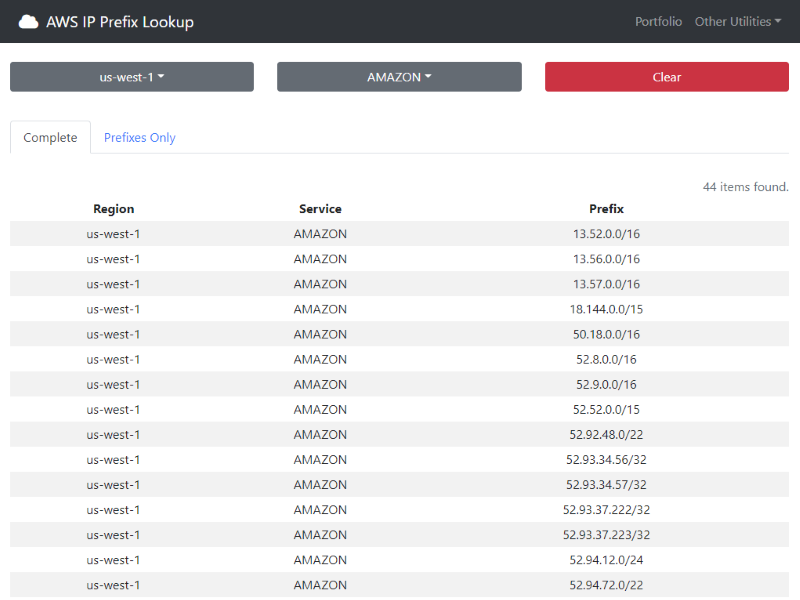 AWS IP Prefix Lookup Portfolio Other Utilities
us-west-1 AMAZON Clear
Complete Prefixes Only
44 items found.
Region Service Prefix
us-west-1 AMAZON 13.52.0.0/16
us-west-1 AMAZON 13.56.0.0/16
us-west-1 AMAZON 13.57.0.0/16
us-west-1 AMAZON 18.144.0.0/15
us-west-1 AMAZON 50.18.0.0/16
us-west-1 AMAZON 52.8.0.0/16
us-west-1 AMAZON 52.9.0.0/16
us-west-1 AMAZON 52.52.0.0/15
us-west-1 AMAZON 52.92.48.0/22
us-west-1 AMAZON 52.93.34.56/32
us-west-1 AMAZON 52.93.34.57/32
us-west-1 AMAZON 52.93.37.222/32
us-west-1 AMAZON 52.93.37.223/32
us-west-1 AMAZON 52.94.12.0/24
us-west-1 AMAZON 52.94.72.0/22